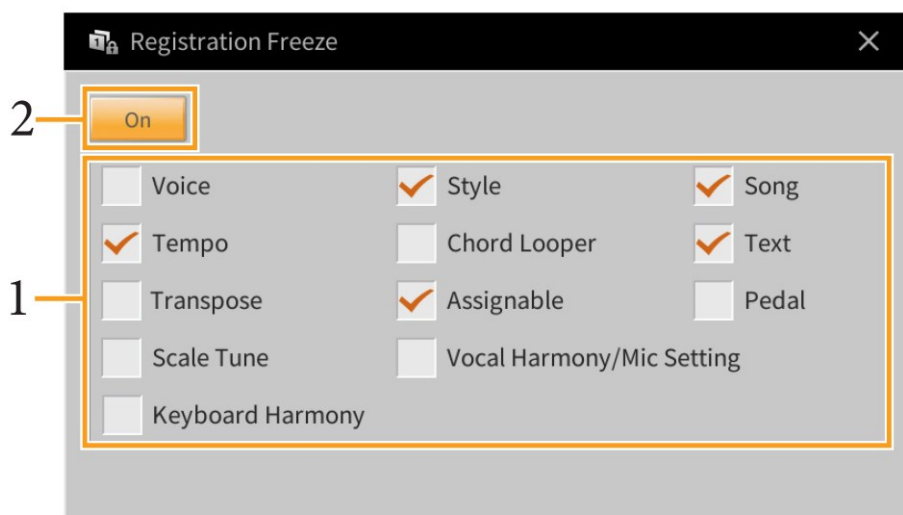 Registration Freeze
2
On
Voice Style Song
Tempo Chord Looper Text
1
Transpose Assignable Pedal
Scale Tune Vocal Harmony/Mic Setting
Keyboard Harmony